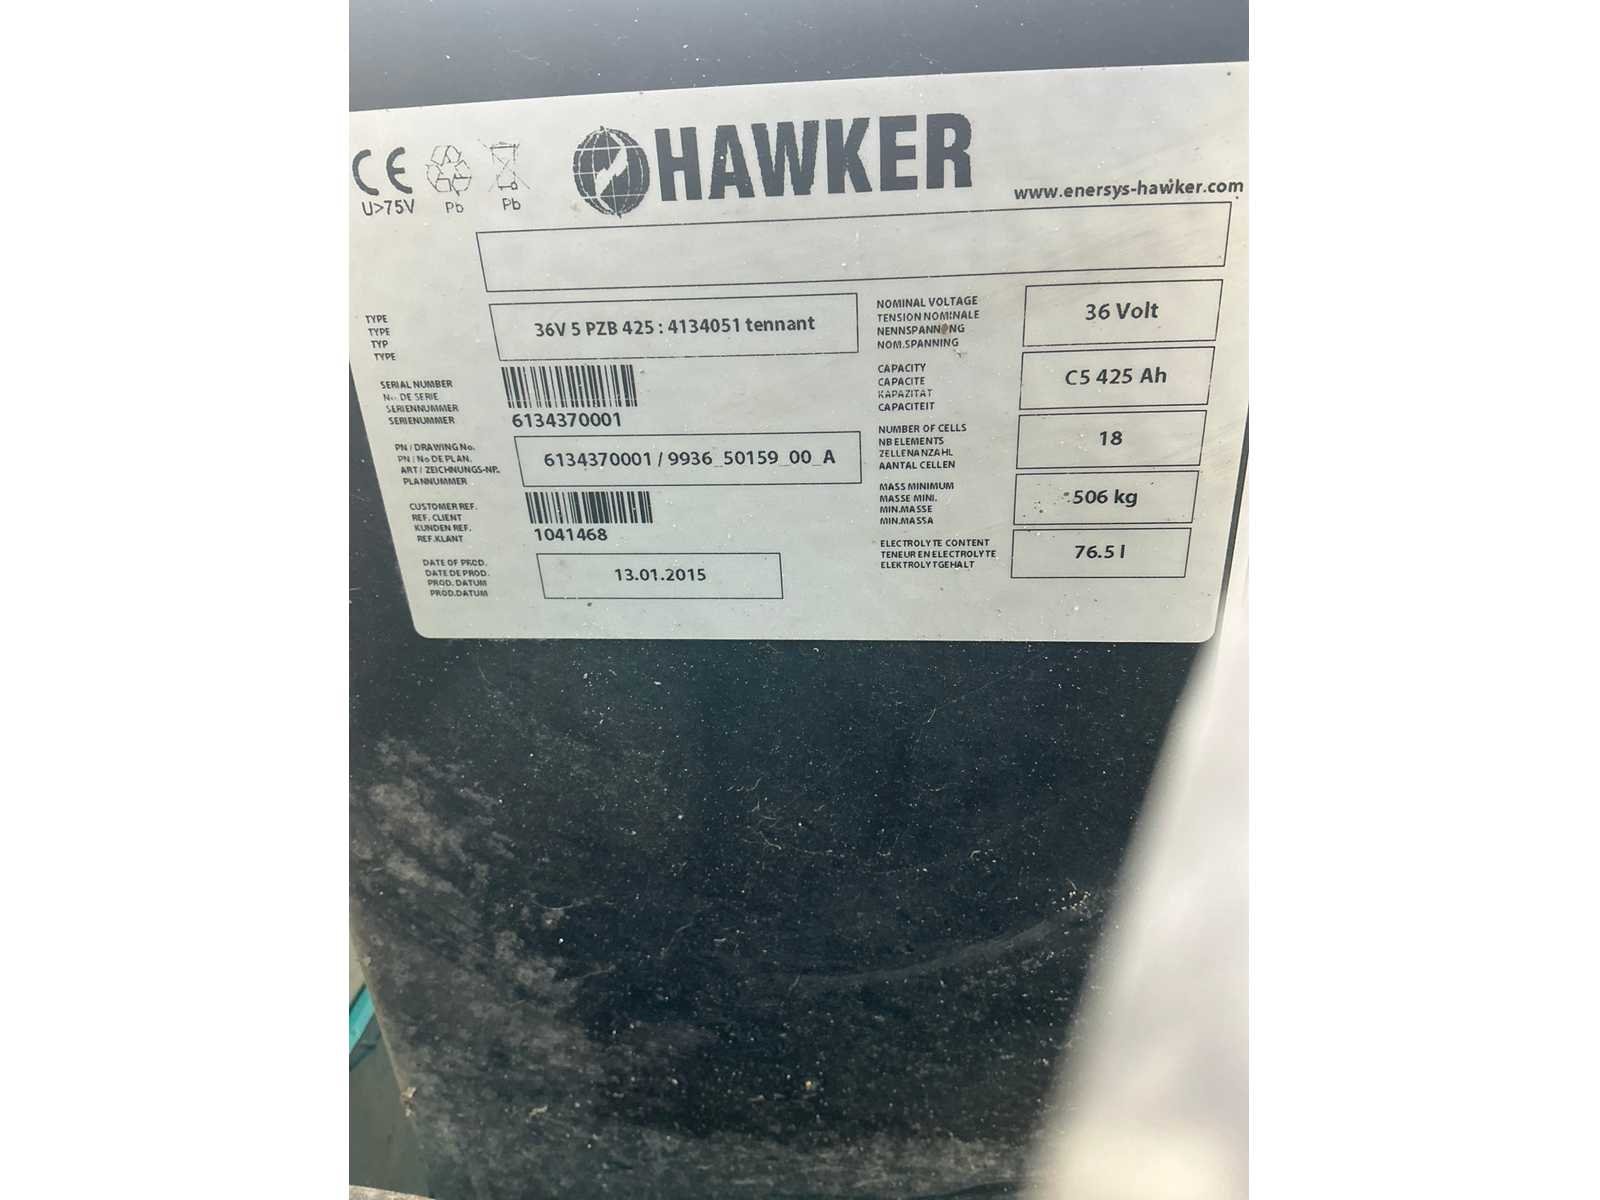 CE
U>75V
Pb
Pb
HAWKER
www.enersys-hawker.com
TYPE
TYPE
TYP
TYPE
36V 5 PZB 425 : 4134051 tennant
SERIAL NUMBER
No. DE SERIE
SERIENNUMMER
SERIENUMMER
6134370001
PN / DRAWING No.
PN / No DE PLAN.
ART / ZEICHNUNGS-NR.
PLANNUMMER
6134370001 / 9936_50159_00_A
CUSTOMER REF.
REF. CLIENT
KUNDEN REF.
REF. KLANT
1041468
DATE OF PROD.
DATE DE PROD.
PROD. DATUM
PROD.DATUM
13.01.2015
NOMINAL VOLTAGE
TENSION NOMINALE
NENNSPANNUNG
NOM.SPANNING
36 Volt
CAPACITY
CAPACITE
KAPAZITAT
CAPACITEIT
C5 425 Ah
NUMBER OF CELLS
NB ELEMENTS
ZELLENANZAHL
AANTAL CELLEN
18
MASS MINIMUM
MASSE MINI.
MIN.MASSE
MIN.MASSA
506 kg
ELECTROLYTE CONTENT
TENEUR EN ELECTROLYTE
ELEKTROLYTGEHALT
76.5 l